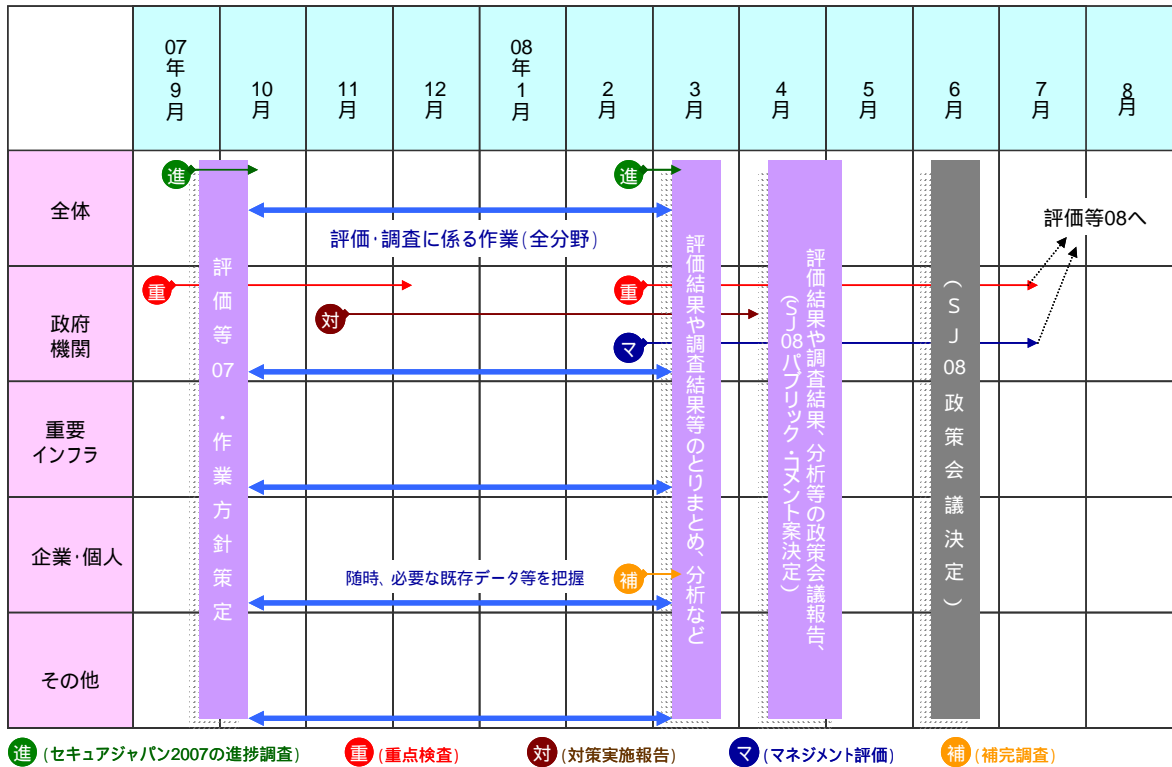 07年9月
10月
11月
12月
08年1月
2月
3月
4月
5月
6月
7月
8月
全体
進
進
評価・調査に係る作業(全分野)
評価等08へ
政府
機関
重
対
重
マ
重要
インフラ
企業・個人
随時、必要な既存データ等を把握
補
その他
評価等07・作業方針策定
評価結果や調査結果等のとりまとめ、分析など
評価結果や調査結果、分析等の政策会議報告、
(SJ08パブリック・コメント案決定)
(SJ08政策会議決定)
進 (セキュアジャパン2007の進捗調査)
重 (重点検査)
対 (対策実施報告)
マ (マネジメント評価)
補 (補完調査)